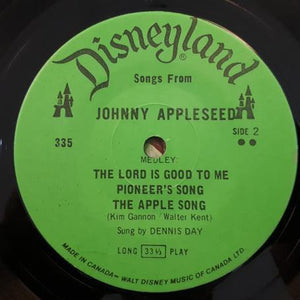 Disneyland
Songs From
JOHNNY APPLESEED
335
SIDE 2
MEDLEY:
THE LORD IS GOOD TO ME
PIONEER'S SONG
THE APPLE SONG
(Kim Gannon / Walter Kent)
Sung by DENNIS DAY
LONG 33⅓ PLAY
MADE IN CANADA — WALT DISNEY MUSIC OF CANADA LTD.